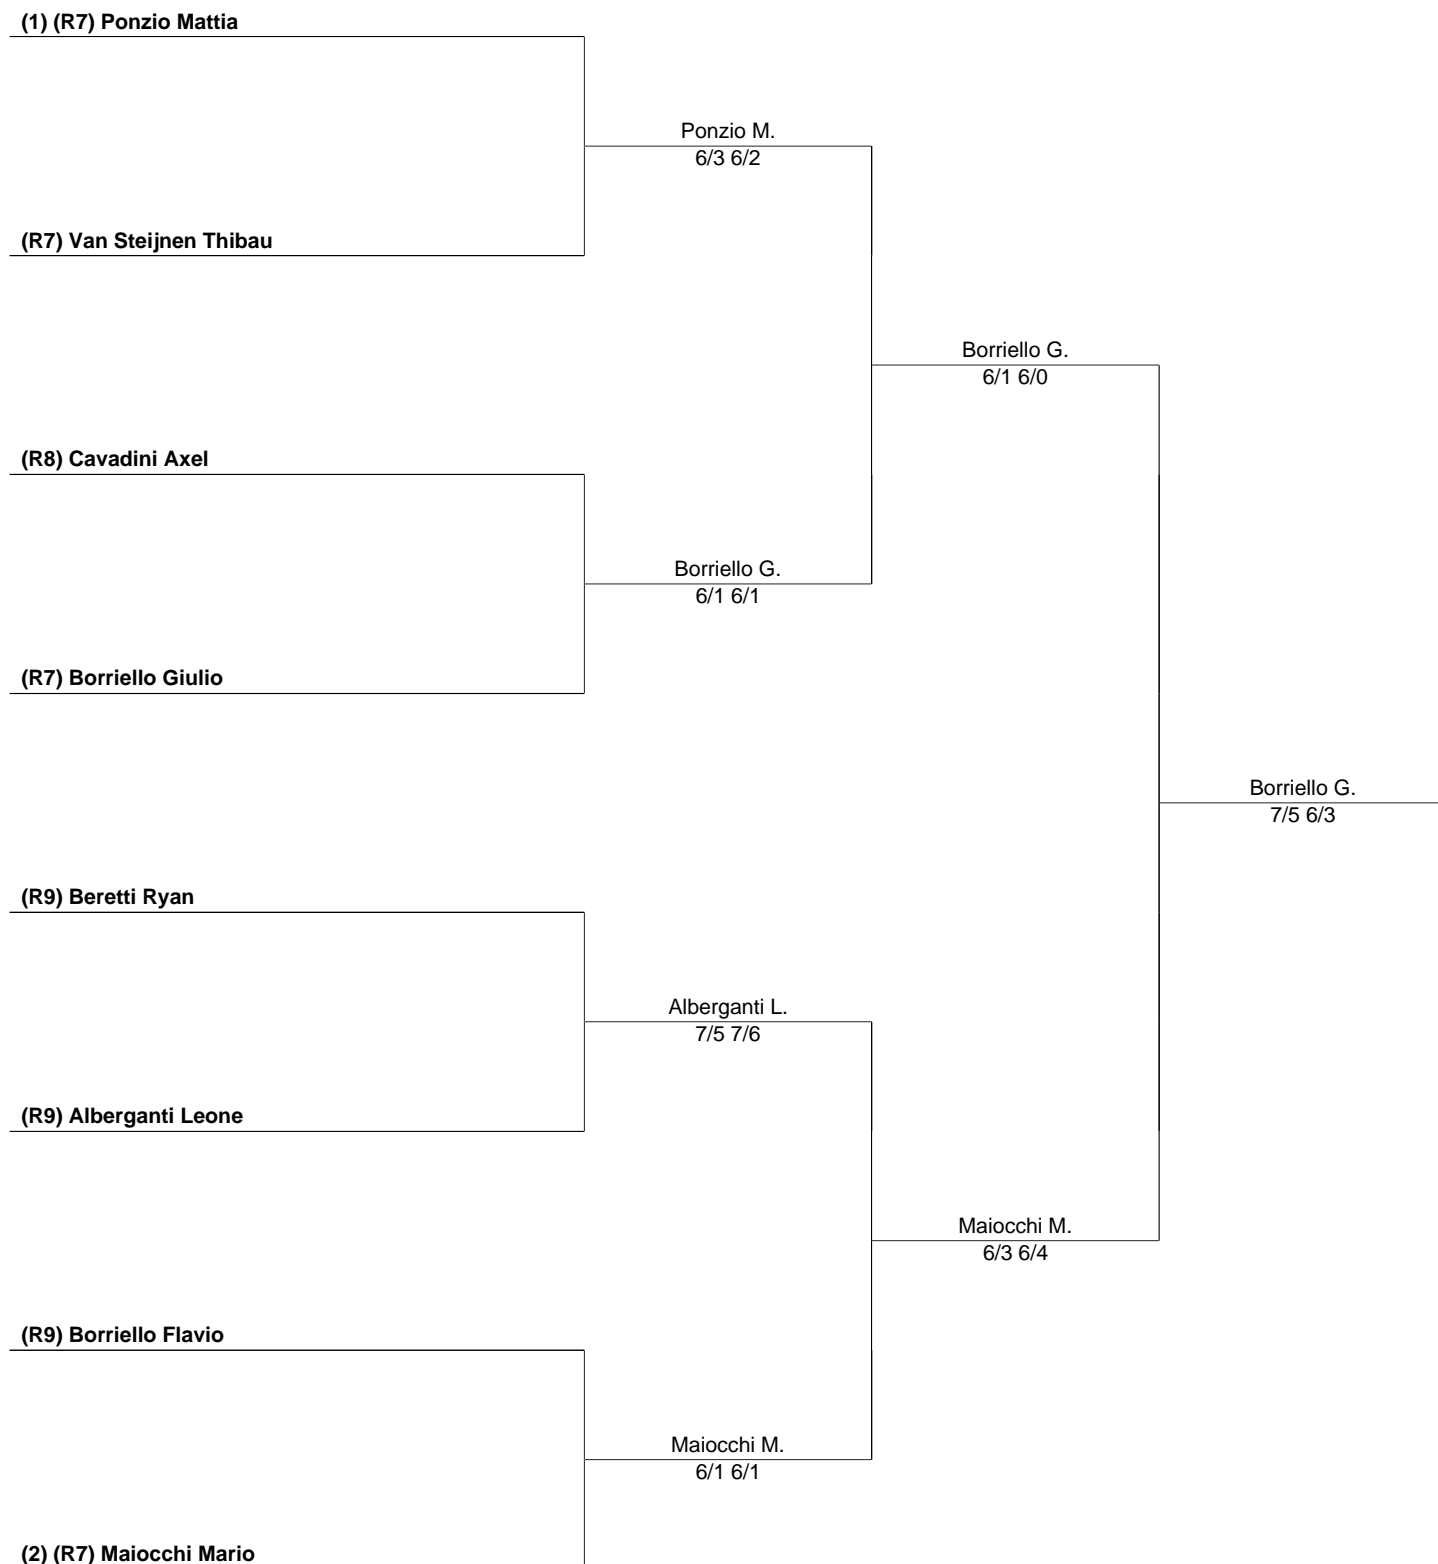 (1) (R7) Ponzio Mattia
Ponzio M.
6/3 6/2
(R7) Van Steijnen Thibau
Borriello G.
6/1 6/0
(R8) Cavadini Axel
Borriello G.
6/1 6/1
(R7) Borriello Giulio
Borriello G.
7/5 6/3
(R9) Beretti Ryan
Alberganti L.
7/5 7/6
(R9) Alberganti Leone
Maiocchi M.
6/3 6/4
(R9) Borriello Flavio
Maiocchi M.
6/1 6/1
(2) (R7) Maiocchi Mario